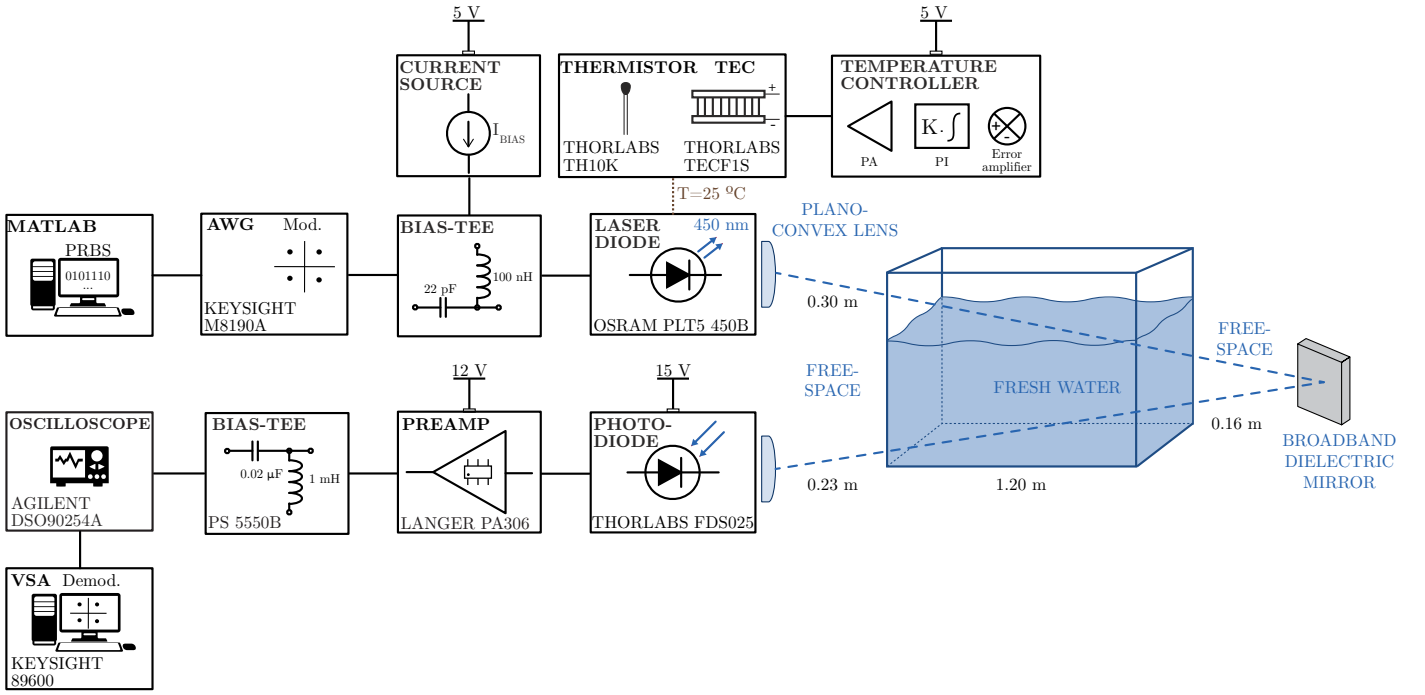 5 V
5 V
CURRENT
SOURCE
I BIAS
THERMISTOR TEC
+
-
THORLABS
TH10K
THORLABS
TECF1S
TEMPERATURE
CONTROLLER
K·∫
+
-
PA
PI
Error
amplifier
T=25 ºC
MATLAB
PRBS
0101110
...
AWG Mod.
KEYSIGHT
M8190A
BIAS-TEE
22 pF
100 nH
LASER
DIODE
450 nm
OSRAM PLT5 450B
PLANO-
CONVEX LENS
0.30 m
FREE-
SPACE
FRESH WATER
FREE-
SPACE
0.16 m
BROADBAND
DIELECTRIC
MIRROR
0.23 m
1.20 m
12 V
15 V
OSCILLOSCOPE
AGILENT
DSO90254A
BIAS-TEE
0.02 µF
1 mH
PS 5550B
PREAMP
LANGER PA306
PHOTO-
DIODE
THORLABS FDS025
VSA Demod.
KEYSIGHT
89600